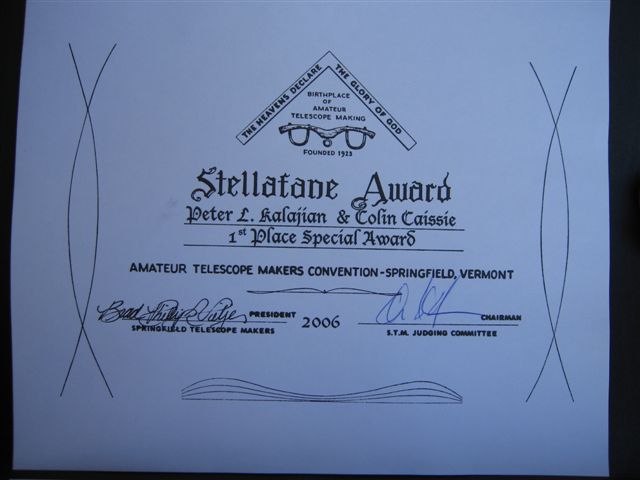 THE HEAVENS DECLARE THE GLORY OF GOD
BIRTHPLACE
OF
AMATEUR
TELESCOPE MAKING
FOUNDED 1923
Stellafane Award
Peter L. Kalajian & Colin Caissie
1st Place Special Award
AMATEUR TELESCOPE MAKERS CONVENTION-SPRINGFIELD, VERMONT
PRESIDENT 2006 CHAIRMAN
SPRINGFIELD TELESCOPE MAKERS S.T.M. JUDGING COMMITTEE